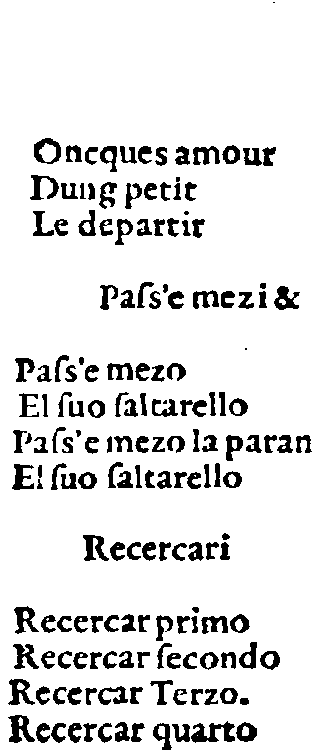 Oncques amour
Dung petit
Le departir
Paſs'e mezi &
Paſs'e mezo
El ſuo ſaltarello
Paſs'e mezo la paran
El ſuo ſaltarello
Recercari
Recercar primo
Recercar ſecondo
Recercar Terzo.
Recercar quarto